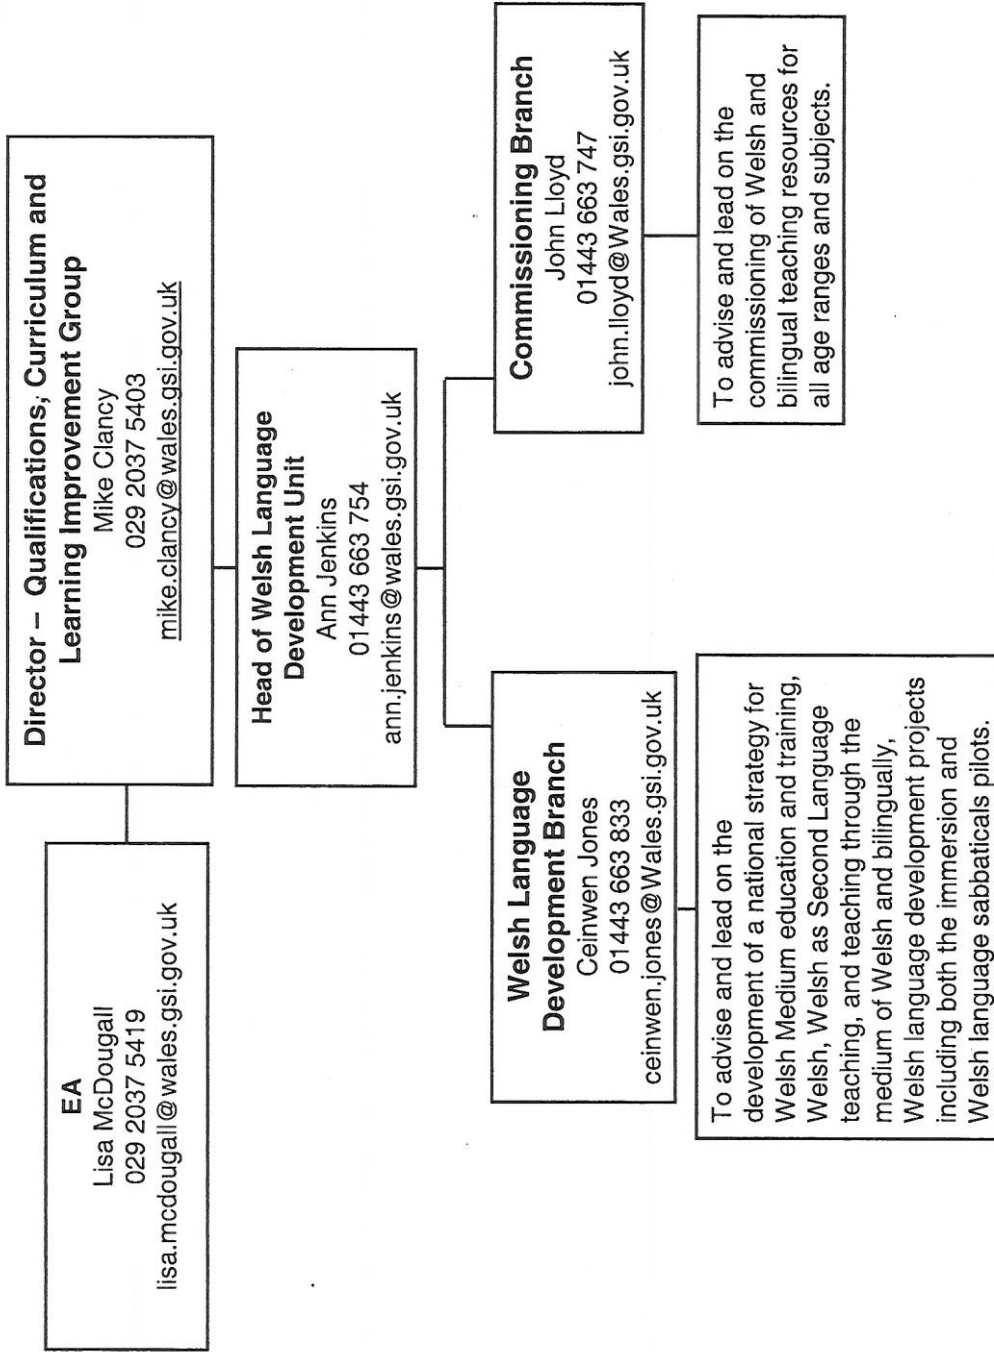 Director – Qualifications, Curriculum and
Learning Improvement Group
Mike Clancy
029 2037 5403
mike.clancy@wales.gsi.gov.uk
EA
Lisa McDougall
029 2037 5419
lisa.mcdougall@wales.gsi.gov.uk
Head of Welsh Language
Development Unit
Ann Jenkins
01443 663 754
ann.jenkins@wales.gsi.gov.uk
Welsh Language
Development Branch
Ceinwen Jones
01443 663 833
ceinwen.jones@Wales.gsi.gov.uk
To advise and lead on the
development of a national strategy for
Welsh Medium education and training,
Welsh, Welsh as Second Language
teaching, and teaching through the
medium of Welsh and bilingually,
Welsh language development projects
including both the immersion and
Welsh language sabbaticals pilots.
Commissioning Branch
John Lloyd
01443 663 747
john.lloyd@Wales.gsi.gov.uk
To advise and lead on the
commissioning of Welsh and
bilingual teaching resources for
all age ranges and subjects.